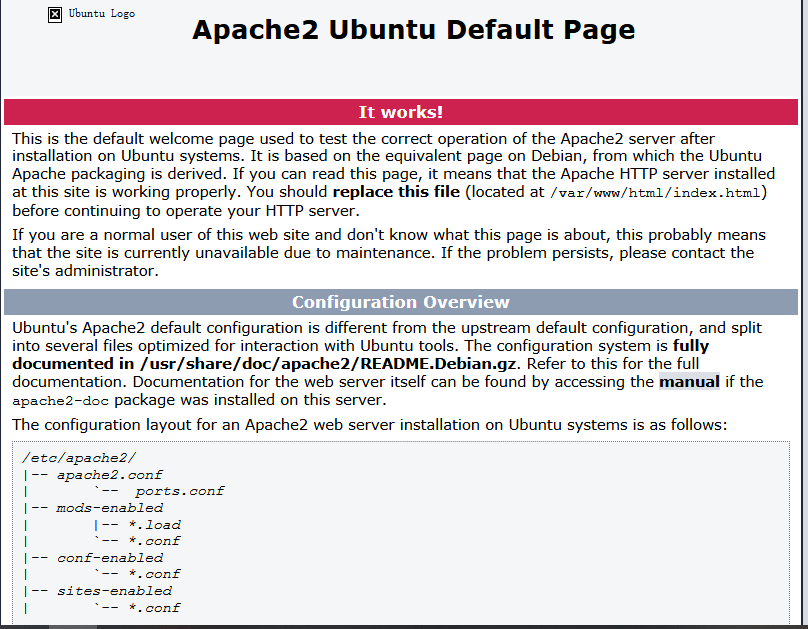 Ubuntu Logo
Apache2 Ubuntu Default Page
It works!
This is the default welcome page used to test the correct operation of the Apache2 server after
installation on Ubuntu systems. It is based on the equivalent page on Debian, from which the Ubuntu
Apache packaging is derived. If you can read this page, it means that the Apache HTTP server installed
at this site is working properly. You should replace this file (located at /var/www/html/index.html)
before continuing to operate your HTTP server.
If you are a normal user of this web site and don't know what this page is about, this probably means
that the site is currently unavailable due to maintenance. If the problem persists, please contact the
site's administrator.
Configuration Overview
Ubuntu's Apache2 default configuration is different from the upstream default configuration, and split
into several files optimized for interaction with Ubuntu tools. The configuration system is fully
documented in /usr/share/doc/apache2/README.Debian.gz. Refer to this for the full
documentation. Documentation for the web server itself can be found by accessing the manual if the
apache2-doc package was installed on this server.
The configuration layout for an Apache2 web server installation on Ubuntu systems is as follows:
/etc/apache2/
|-- apache2.conf
|       `--  ports.conf
|-- mods-enabled
|       |-- *.load
|       `-- *.conf
|-- conf-enabled
|       `-- *.conf
|-- sites-enabled
|       `-- *.conf